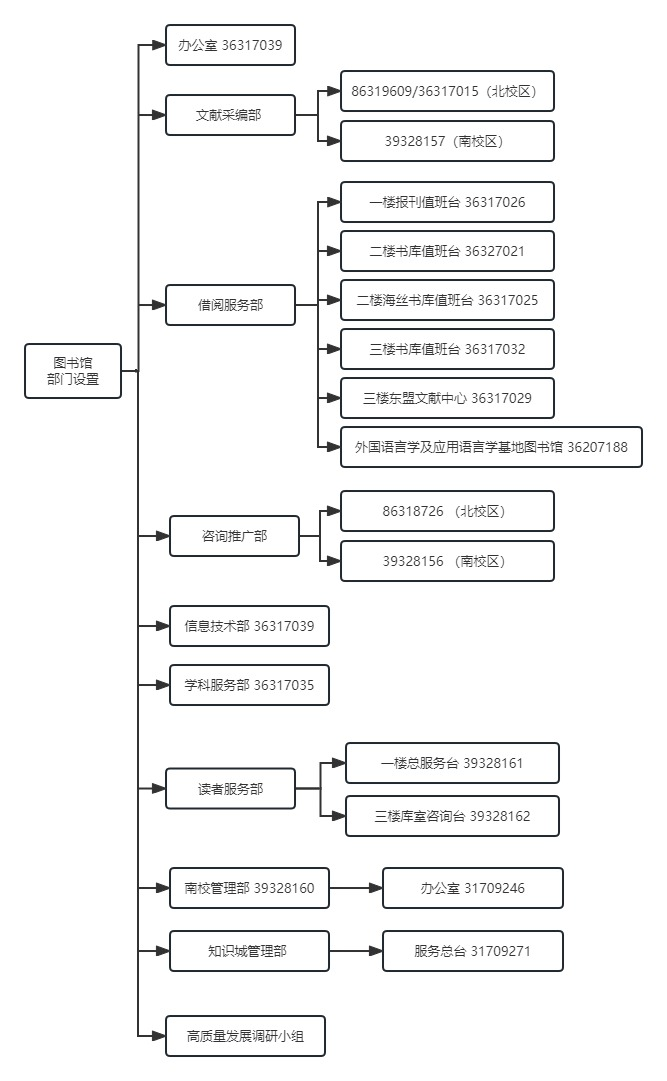 图书馆
部门设置
办公室 36317039
文献采编部
86319609/36317015（北校区）
39328157（南校区）
借阅服务部
一楼报刊值班台 36317026
二楼书库值班台 36327021
二楼海丝书库值班台 36317025
三楼书库值班台 36317032
三楼东盟文献中心 36317029
外国语言学及应用语言学基地图书馆 36207188
咨询推广部
86318726 （北校区）
39328156 （南校区）
信息技术部 36317039
学科服务部 36317035
读者服务部
一楼总服务台 39328161
三楼库室咨询台 39328162
南校管理部 39328160
办公室 31709246
知识城管理部
服务总台 31709271
高质量发展调研小组